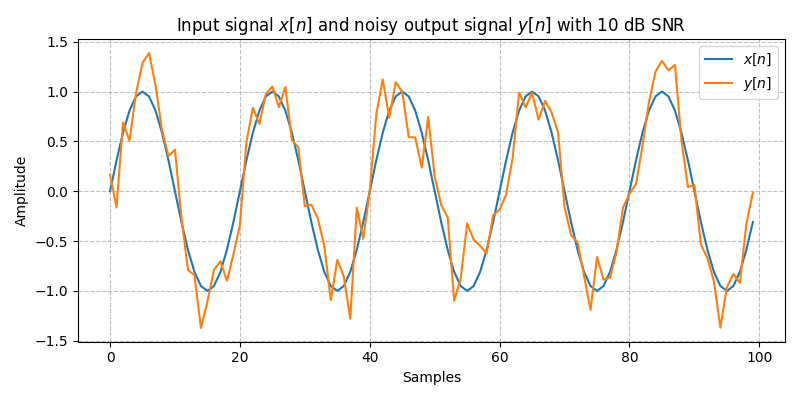 Input signal x[n] and noisy output signal y[n] with 10 dB SNR
x[n]
y[n]
Amplitude
1.5
1.0
0.5
0.0
−0.5
−1.0
−1.5
0 20 40 60 80 100
Samples